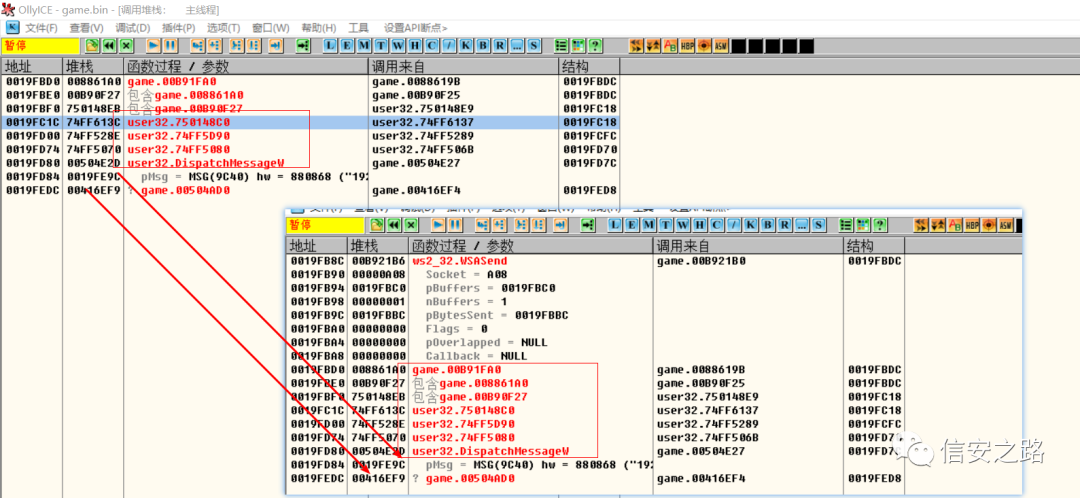 OllyICE - game.bin - [调用堆栈: 主线程]
文件(F) 查看(V) 调试(D) 插件(P) 选项(T) 窗口(W) 帮助(H) 工具 设置API断点>
暂停 L E M T W H C / K B R ... S
地址 堆栈 函数过程 / 参数 调用来自 结构
0019FBD0 008861A0 game.00B91FA0 game.0088619B 0019FBDC
0019FBE0 00B90F27 包含game.008861A0 game.00B90F25 0019FBDC
0019FBF0 750148EB 包含game.00B90F27 user32.750148E9 0019FC18
0019FC1C 74FF613C user32.750148C0 user32.74FF6137 0019FC18
0019FD00 74FF528E user32.74FF5D90 user32.74FF5289 0019FCFC
0019FD74 74FF5070 user32.74FF5080 user32.74FF506B 0019FD70
0019FD80 00504E2D user32.DispatchMessageW game.00504E27 0019FD7C
0019FD84 0019FE9C pMsg = MSG(9C40) hw = 880868 ("192
0019FEDC 00416EF9 ? game.00504AD0 game.00416EF4 0019FED8
暂停 L E M T W H C / K B R ... S
地址 堆栈 函数过程 / 参数 调用来自 结构
0019FB8C 00B921B6 ws2_32.WSASend game.00B921B0 0019FBDC
0019FB90 00000A08 Socket = A08
0019FB94 0019FBC0 pBuffers = 0019FBC0
0019FB98 00000001 nBuffers = 1
0019FB9C 0019FBBC pBytesSent = 0019FBBC
0019FBA0 00000000 Flags = 0
0019FBA4 00000000 pOverlapped = NULL
0019FBA8 00000000 Callback = NULL
0019FBD0 008861A0 game.00B91FA0 game.0088619B 0019FBDC
0019FBE0 00B90F27 包含game.008861A0 game.00B90F25 0019FBDC
0019FBF0 750148EB 包含game.00B90F27 user32.750148E9 0019FC18
0019FC1C 74FF613C user32.750148C0 user32.74FF6137 0019FC18
0019FD00 74FF528E user32.74FF5D90 user32.74FF5289 0019FCFC
0019FD74 74FF5070 user32.74FF5080 user32.74FF506B 0019FD7
0019FD80 00504E2D user32.DispatchMessageW game.00504E27 0019FD7
0019FD84 0019FE9C pMsg = MSG(9C40) hw = 880868 ("192
0019FEDC 00416EF9 ? game.00504AD0 game.00416EF4 0019FED8
信安之路